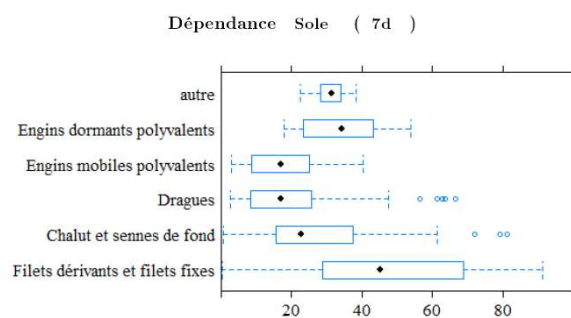 Dépendance Sole ( 7d )
autre
Engins dormants polyvalents
Engins mobiles polyvalents
Dragues
Chalut et sennes de fond
Filets dérivants et filets fixes
20 40 60 80